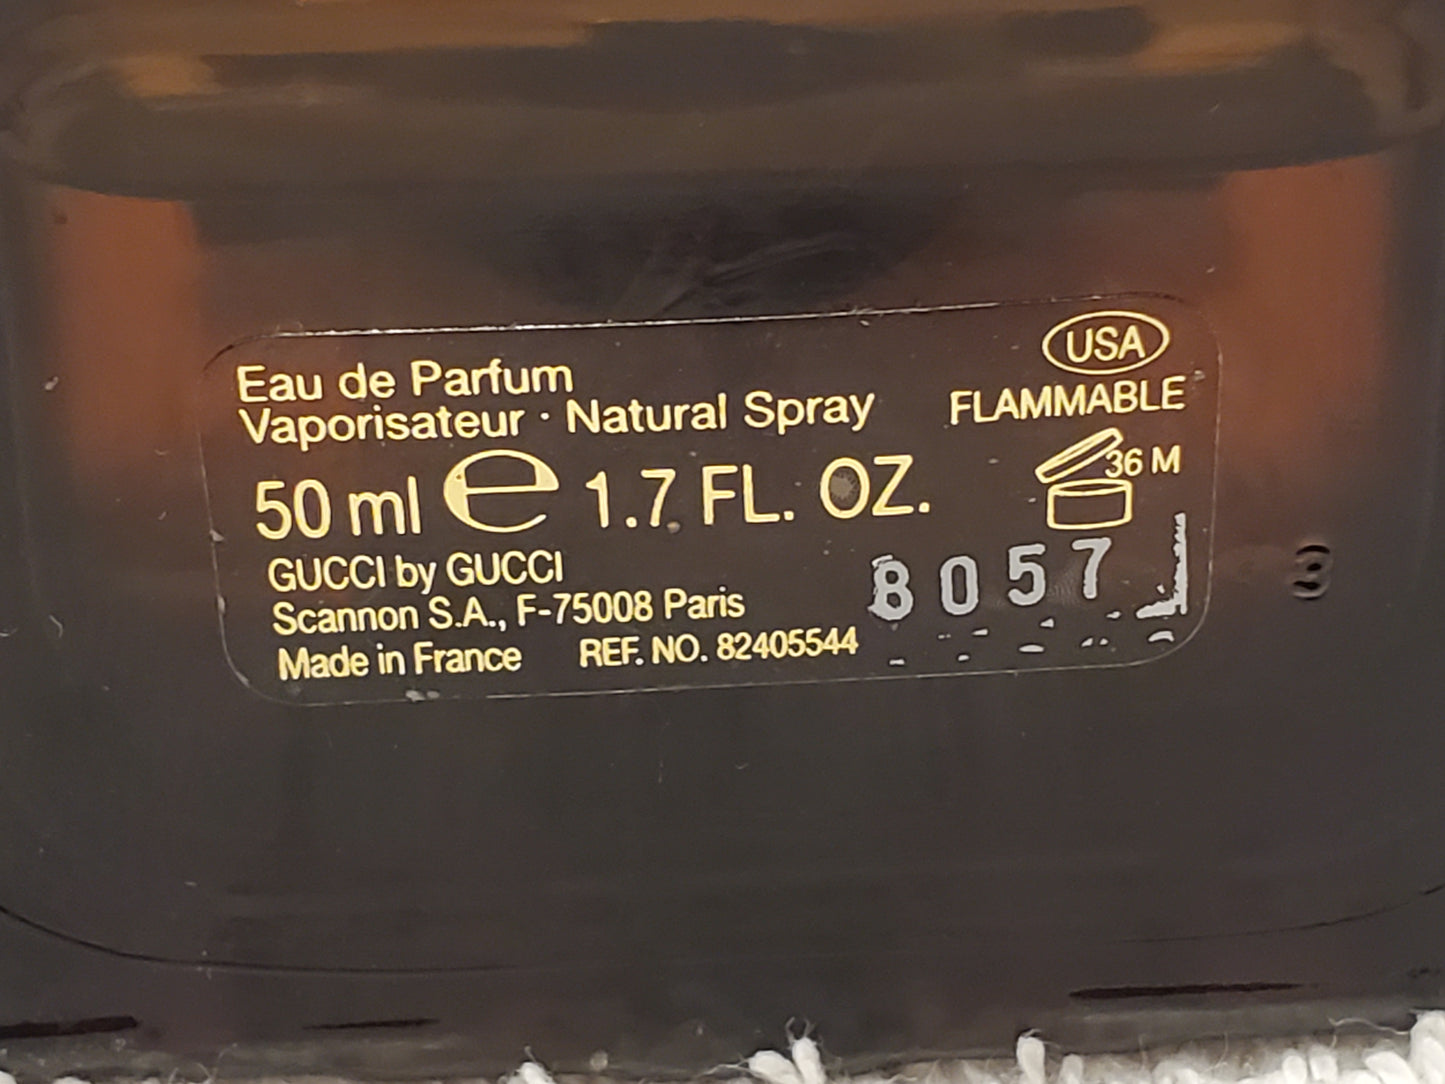 Eau de Parfum
Vaporisateur · Natural Spray
50 ml e 1.7 FL. OZ.
GUCCI by GUCCI
Scannon S.A., F-75008 Paris
Made in France REF. NO. 82405544
USA
FLAMMABLE
36 M
8057
3